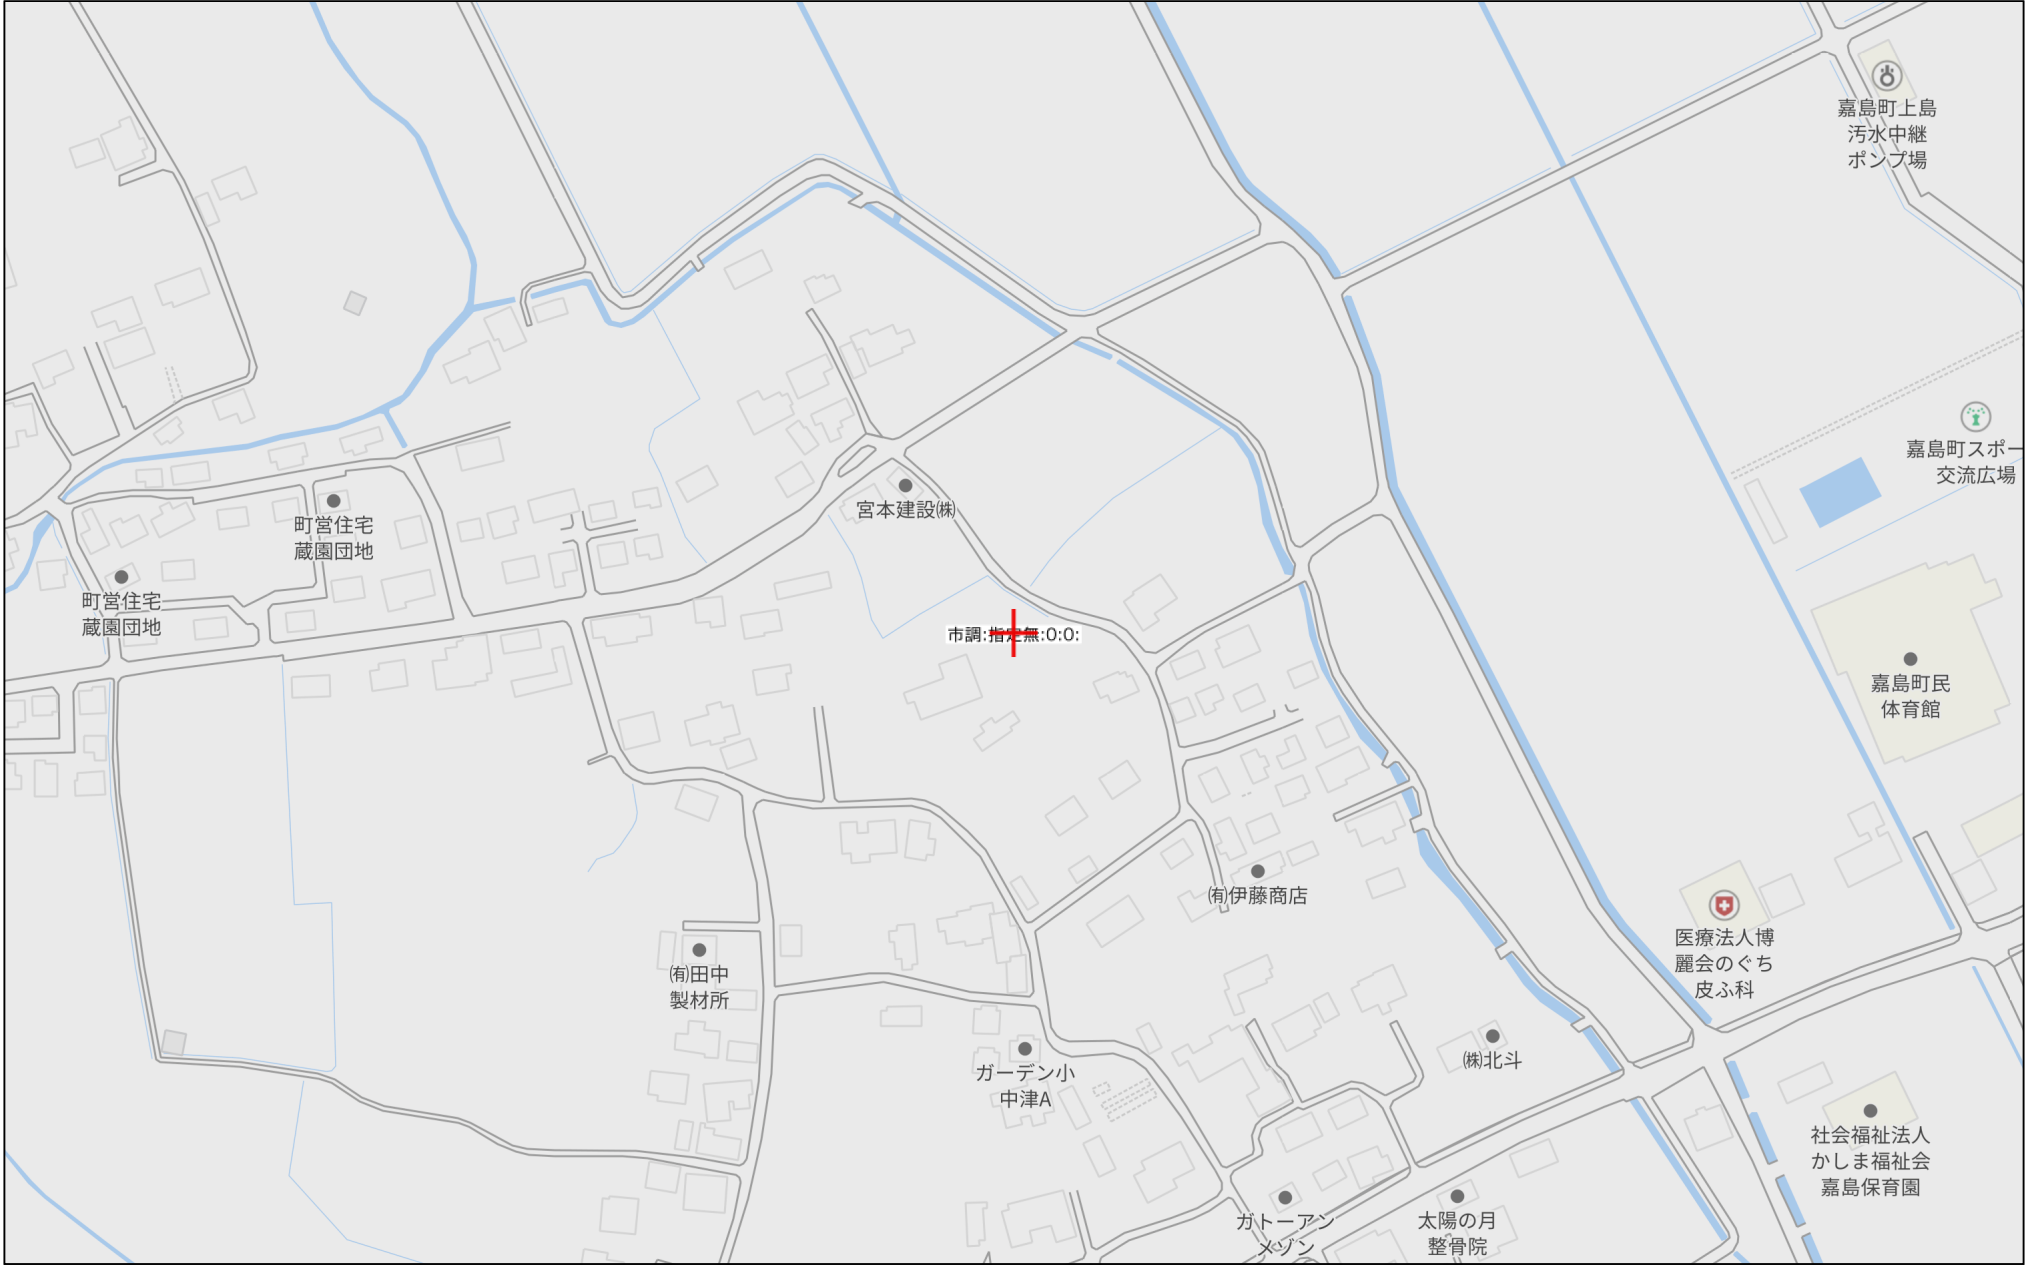 嘉島町上島
汚水中継
ポンプ場
嘉島町スポー
交流広場
宮本建設㈱
町営住宅
蔵園団地
町営住宅
蔵園団地
市調:指定無:0:0:
嘉島町民
体育館
㈲伊藤商店
医療法人博
麗会のぐち
皮ふ科
㈲田中
製材所
ガーデン小
中津A
㈱北斗
社会福祉法人
かしま福祉会
嘉島保育園
ガトーアン
メゾン
太陽の月
整骨院